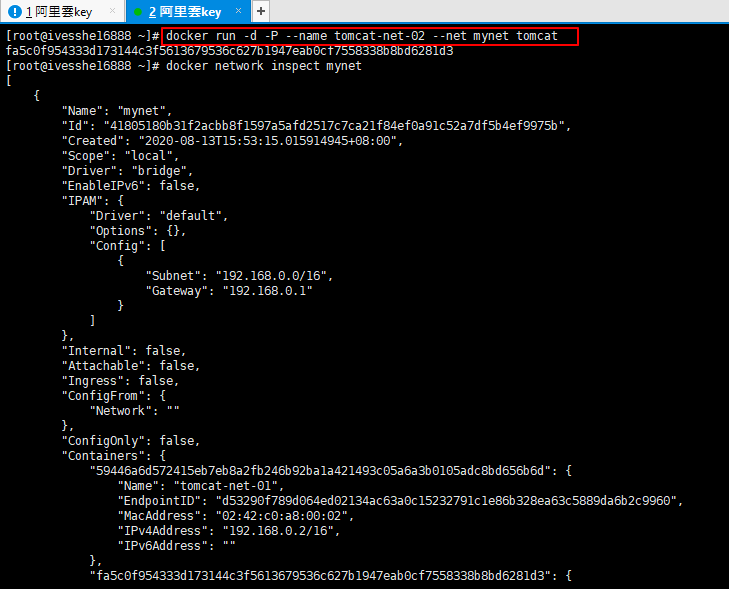 1 阿里雲key × 2 阿里雲key × +
[root@ivesshe16888 ~]# docker run -d -P --name tomcat-net-02 --net mynet tomcat
fa5c0f954333d173144c3f5613679536c627b1947eab0cf7558338b8bd6281d3
[root@ivesshe16888 ~]# docker network inspect mynet
[
    {
        "Name": "mynet",
        "Id": "41805180b31f2acbb8f1597a5afd2517c7ca21f84ef0a91c52a7df5b4ef9975b",
        "Created": "2020-08-13T15:53:15.015914945+08:00",
        "Scope": "local",
        "Driver": "bridge",
        "EnableIPv6": false,
        "IPAM": {
            "Driver": "default",
            "Options": {},
            "Config": [
                {
                    "Subnet": "192.168.0.0/16",
                    "Gateway": "192.168.0.1"
                }
            ]
        },
        "Internal": false,
        "Attachable": false,
        "Ingress": false,
        "ConfigFrom": {
            "Network": ""
        },
        "ConfigOnly": false,
        "Containers": {
            "59446a6d572415eb7eb8a2fb246b92ba1a421493c05a6a3b0105adc8bd656b6d": {
                "Name": "tomcat-net-01",
                "EndpointID": "d53290f789d064ed02134ac63a0c15232791c1e86b328ea63c5889da6b2c9960",
                "MacAddress": "02:42:c0:a8:00:02",
                "IPv4Address": "192.168.0.2/16",
                "IPv6Address": ""
            },
            "fa5c0f954333d173144c3f5613679536c627b1947eab0cf7558338b8bd6281d3": {